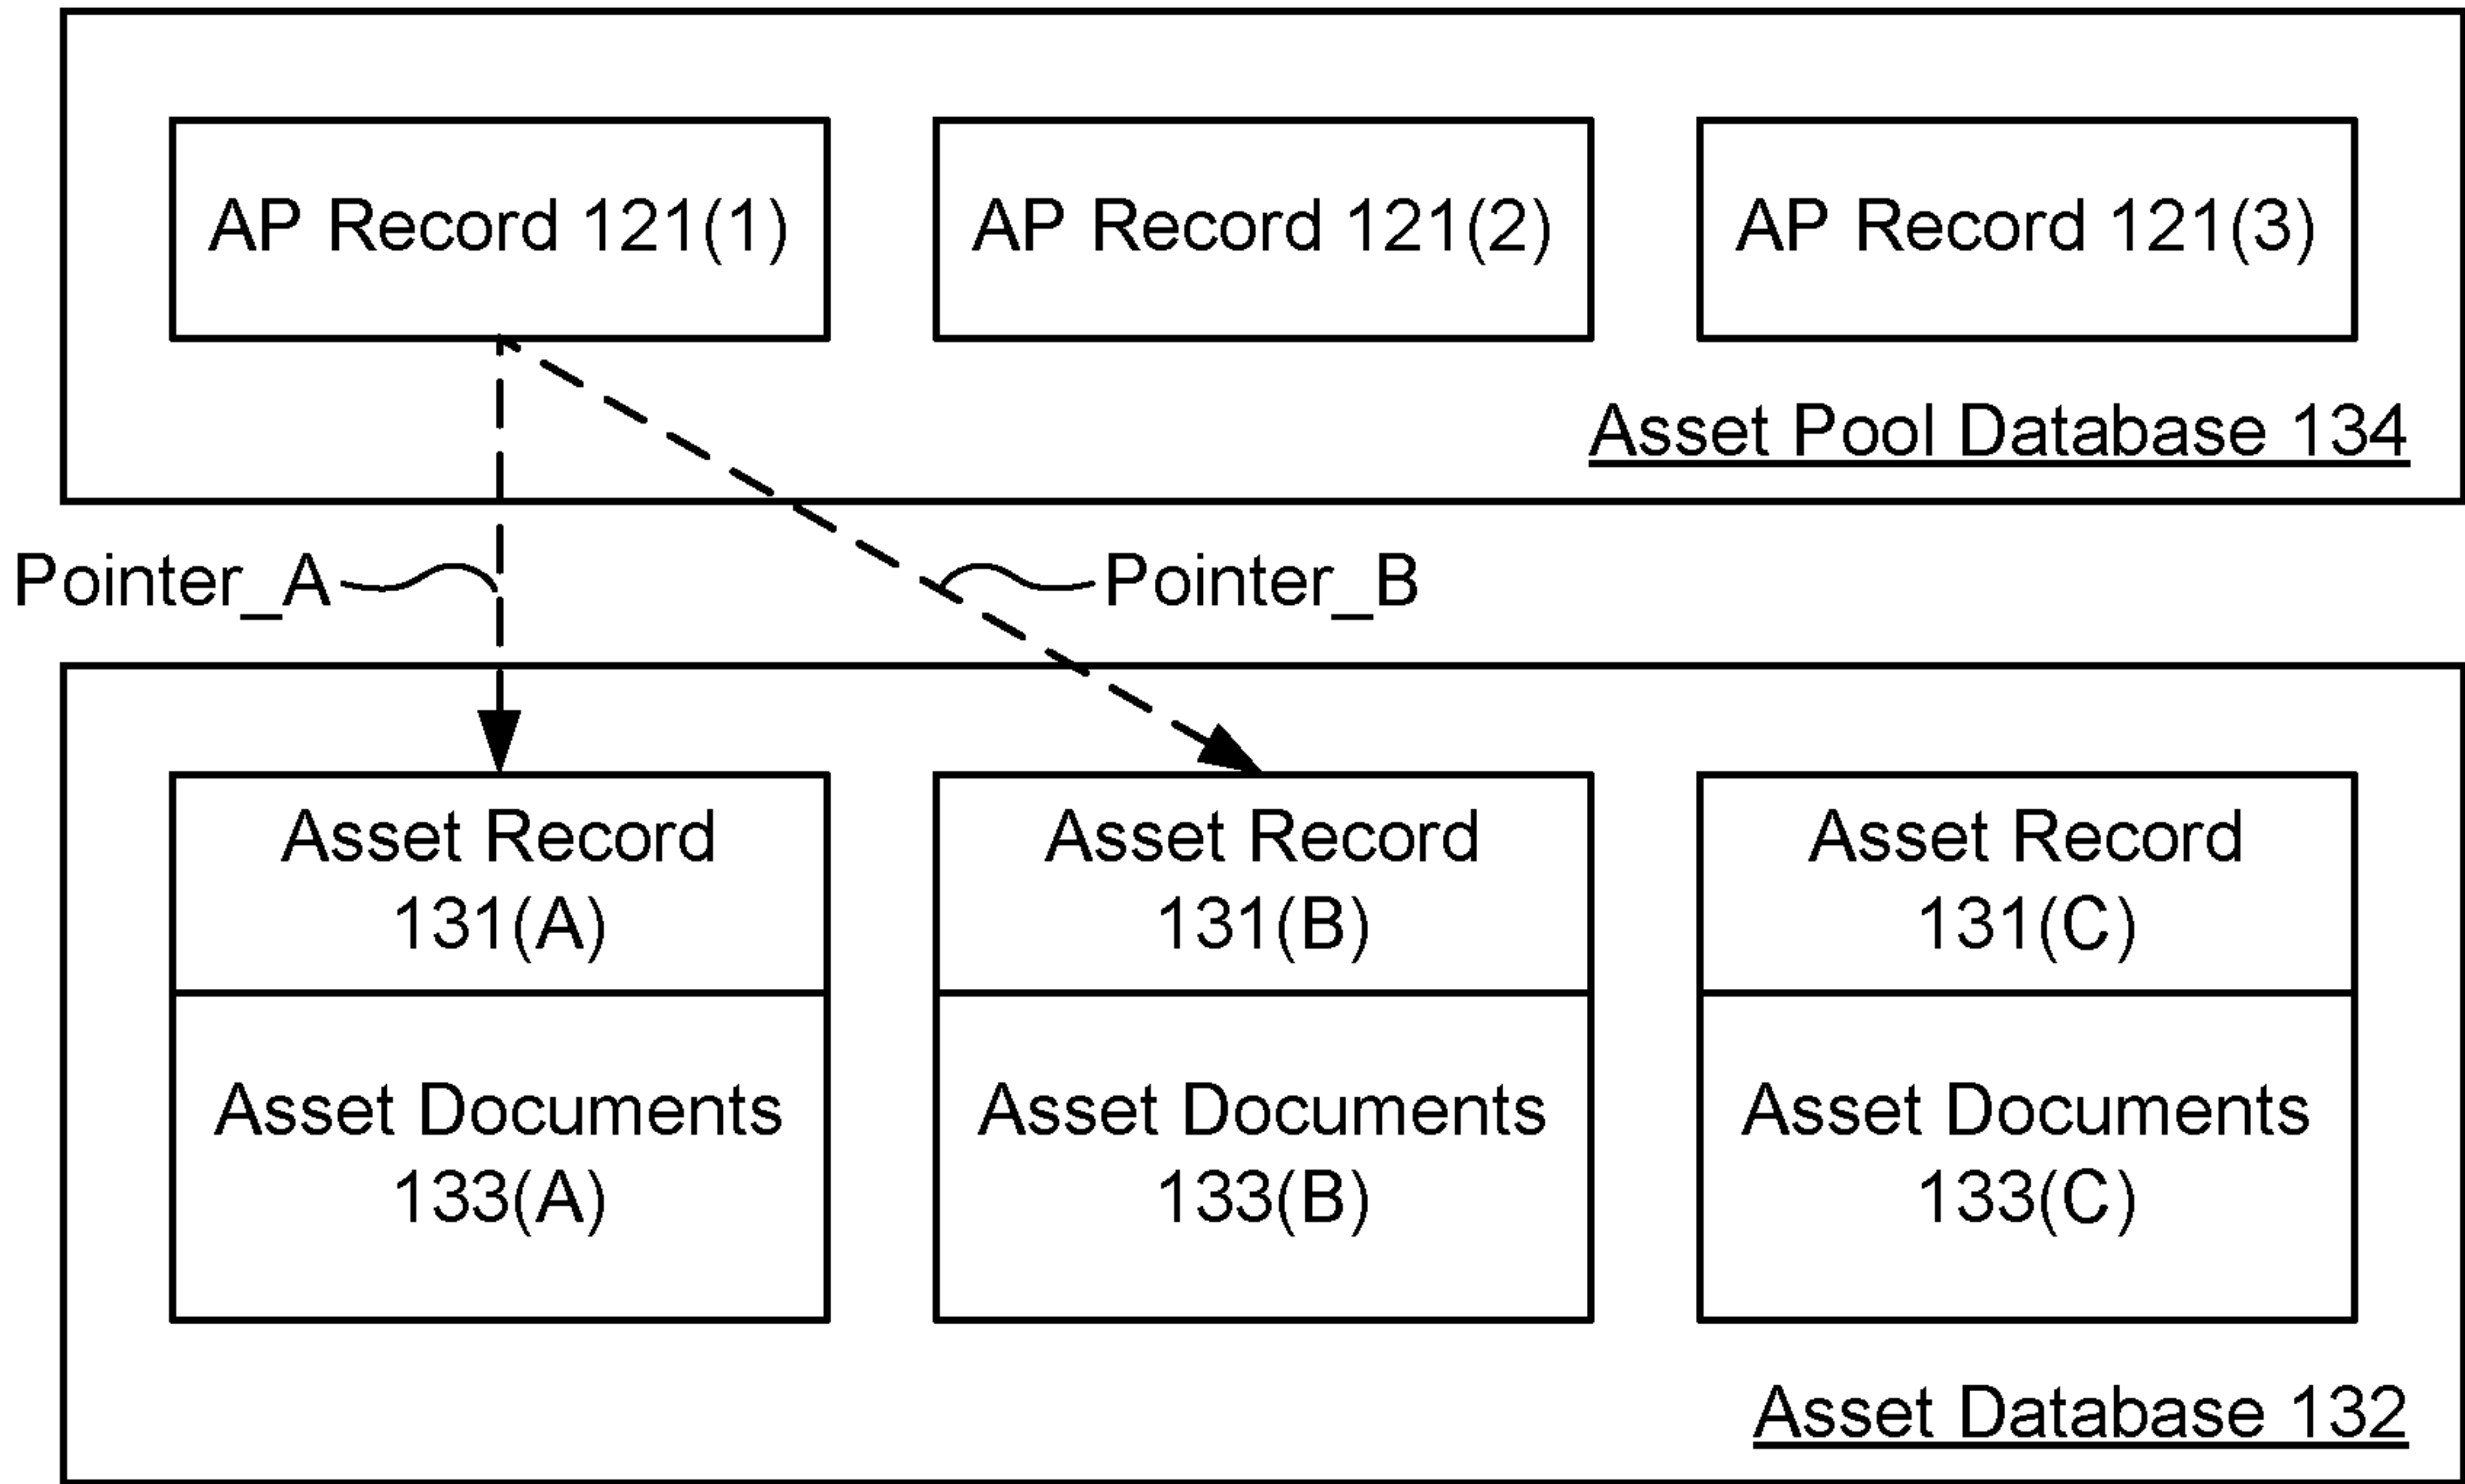 AP Record 121(1)
AP Record 121(2)
AP Record 121(3)
Asset Pool Database 134
Pointer_A
Pointer_B
Asset Record
131(A)
Asset Documents
133(A)
Asset Record
131(B)
Asset Documents
133(B)
Asset Record
131(C)
Asset Documents
133(C)
Asset Database 132